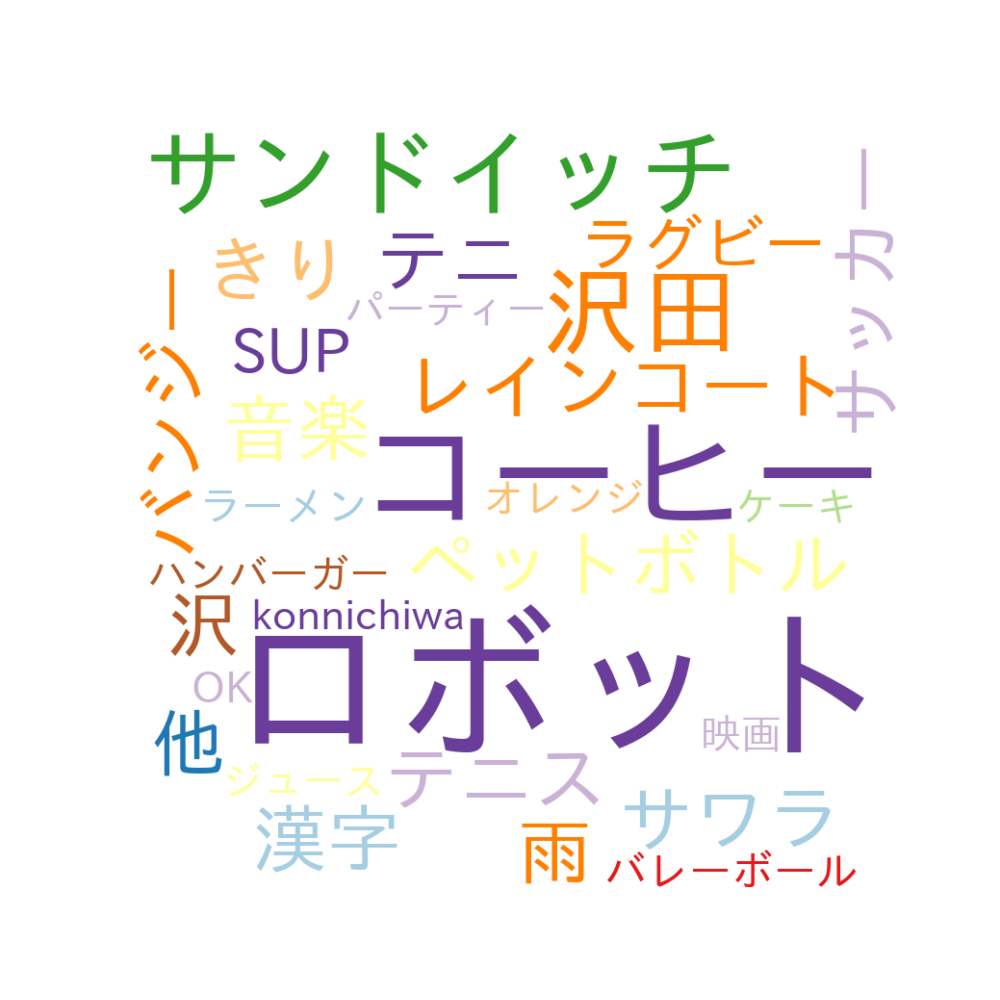 サンドイッチ
サッカー
ラグビー
きり
テニ
沢田
パーティー
バンジー
SUP
レインコート
音楽
コーヒー
ラーメン
オレンジ
ケーキ
ペットボトル
ハンバーガー
沢
konnichiwa
ロボット
OK
他
映画
テニス
ジュース
サワラ
漢字
雨
バレーボール